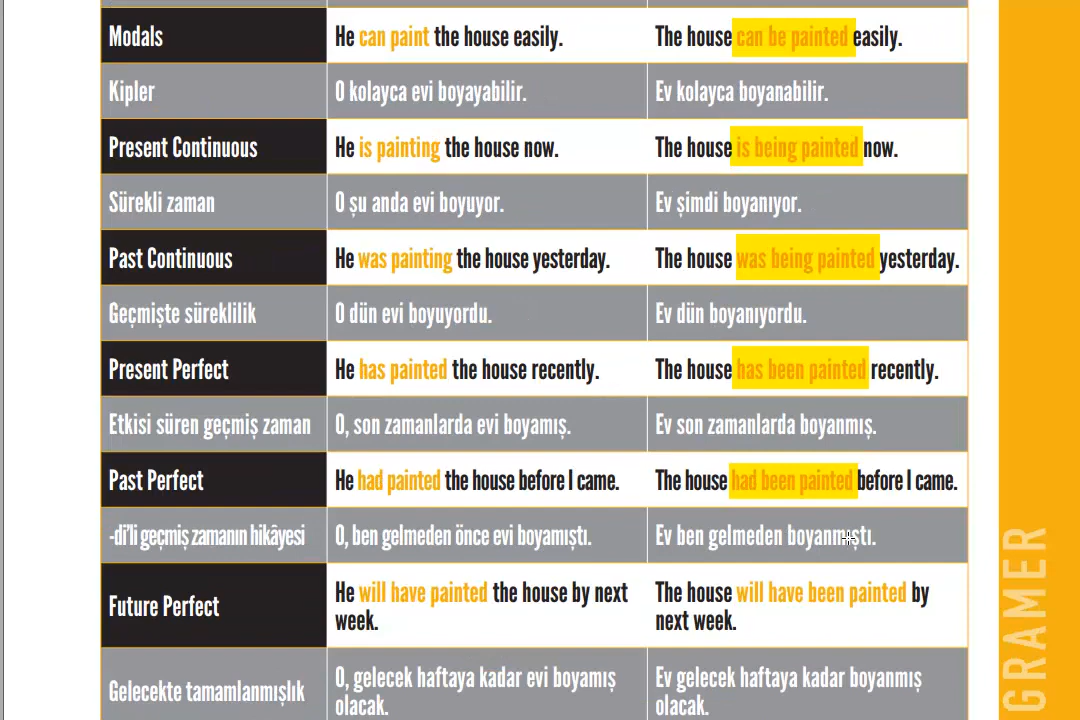 Modals
He can paint the house easily.
The house can be painted easily.
Kipler
O kolayca evi boyayabilir.
Ev kolayca boyanabilir.
Present Continuous
He is painting the house now.
The house is being painted now.
Sürekli zaman
O şu anda evi boyuyor.
Ev şimdi boyanıyor.
Past Continuous
He was painting the house yesterday.
The house was being painted yesterday.
Geçmişte süreklilik
O dün evi boyuyordu.
Ev dün boyanıyordu.
Present Perfect
He has painted the house recently.
The house has been painted recently.
Etkisi süren geçmiş zaman
O, son zamanlarda evi boyamış.
Ev son zamanlarda boyanmış.
Past Perfect
He had painted the house before I came.
The house had been painted before I came.
-di'li geçmiş zamanın hikâyesi
O, ben gelmeden önce evi boyamıştı.
Ev ben gelmeden boyanmıştı.
Future Perfect
He will have painted the house by next
week.
The house will have been painted by
next week.
Gelecekte tamamlanmışlık
O, gelecek haftaya kadar evi boyamış
olacak.
Ev gelecek haftaya kadar boyanmış
olacak.
GRAMER